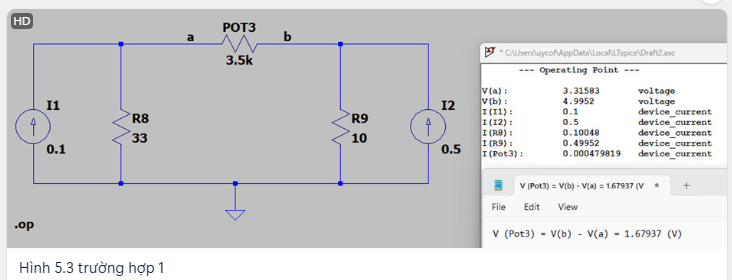 HD
POT3
a
b
3.5k
I1
0.1
R8
33
R9
10
I2
0.5
.op
* C:\Users\uycof\AppData\Local\LTspice\Draft2.asc
--- Operating Point ---
V(a): 3.31583 voltage
V(b): 4.9952 voltage
I(I1): 0.1 device_current
I(I2): 0.5 device_current
I(R8): 0.10048 device_current
I(R9): 0.49952 device_current
I(Pot3): 0.000479819 device_current
V (Pot3) = V(b) - V(a) = 1.67937 (V
File Edit View
V (Pot3) = V(b) - V(a) = 1.67937 (V)
Hình 5.3 trường hợp 1